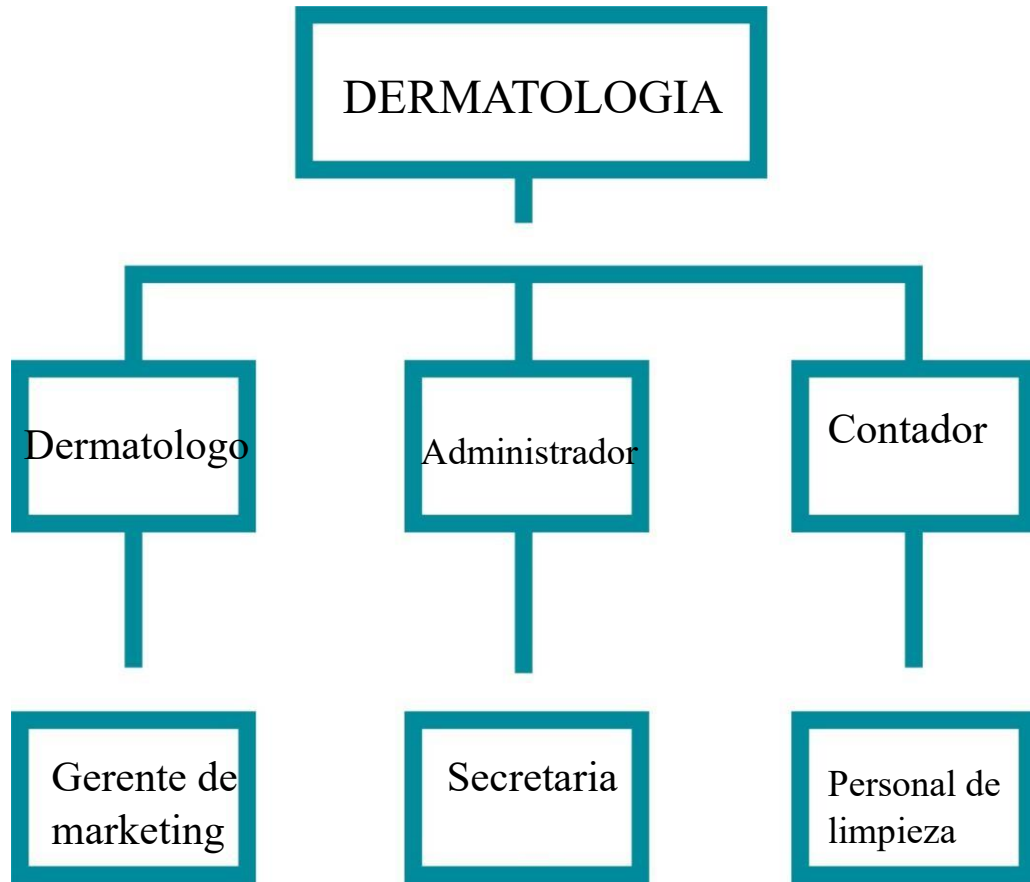 DERMATOLOGIA
Dermatologo
Administrador
Contador
Gerente de
marketing
Secretaria
Personal de
limpieza